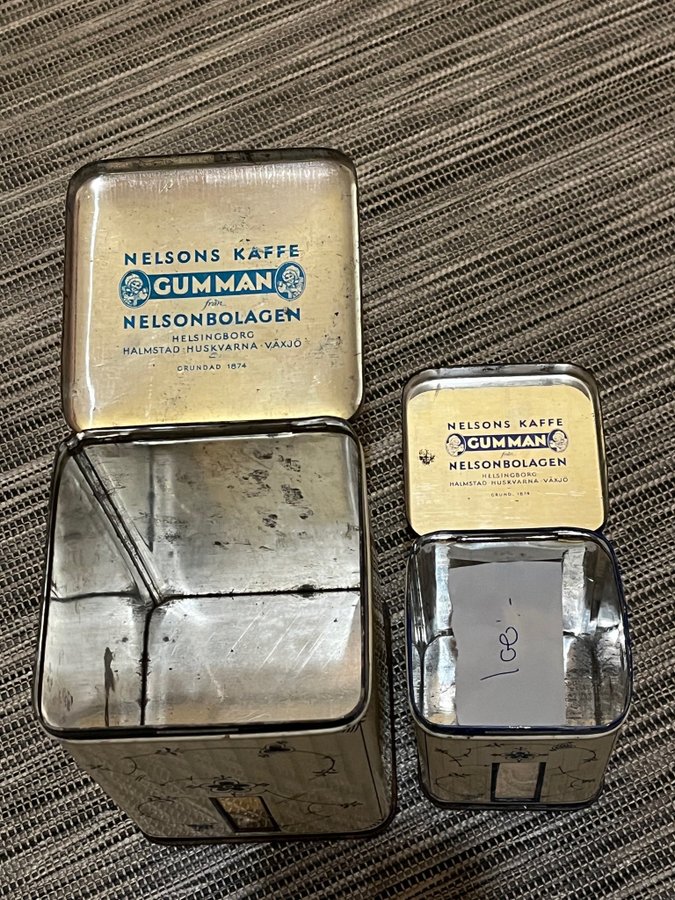 NELSONS KAFFE
GUMMAN
från
NELSONBOLAGEN
HELSINGBORG
HALMSTAD·HUSKVARNA·VÄXJÖ
GRUNDAD 1874
NELSONS KAFFE
GUMMAN
från
NELSONBOLAGEN
HELSINGBORG
HALMSTAD·HUSKVARNA·VÄXJÖ
GRUND. 1874